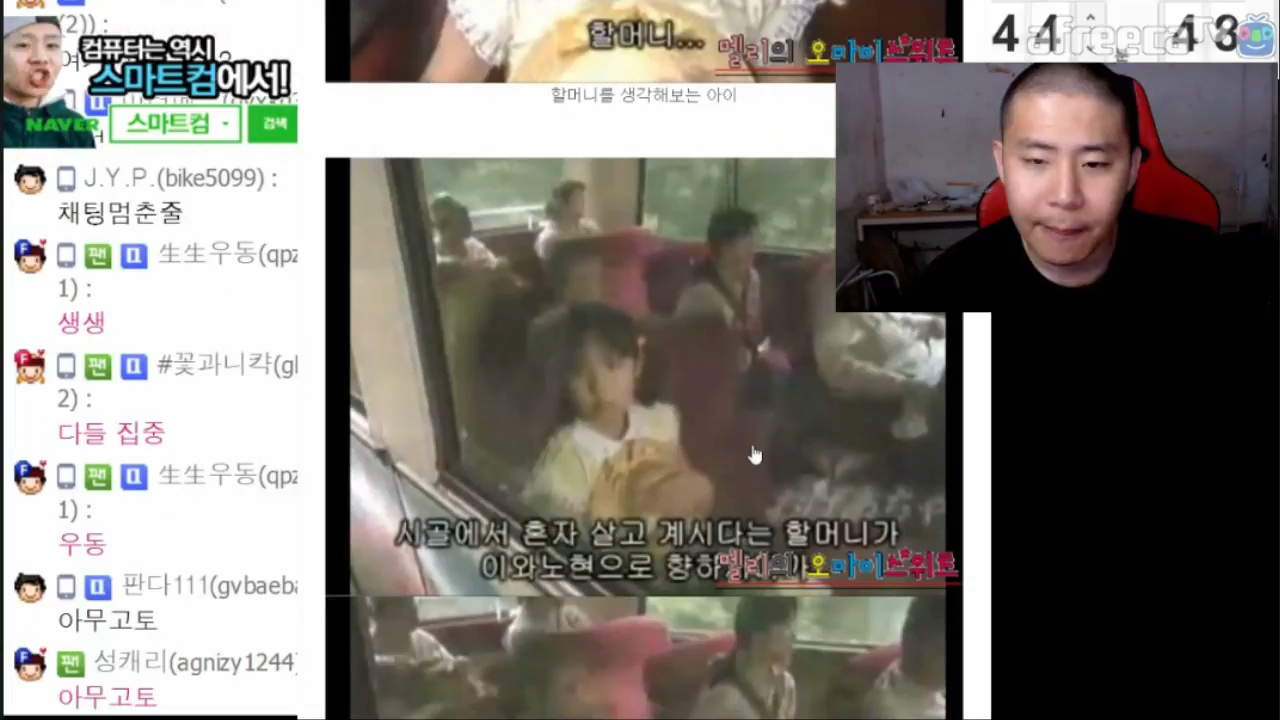 컴퓨터는 역시
스마트컴에서!
NAVER 스마트컴 검색
J.Y.P.(bike5099) :
채팅멈춘줄
팬 生生우동(qpz
1) :
생생
팬 #꽃과니캭(gl
2) :
다들 집중
팬 生生우동(qpz
1) :
우동
판다111(gvbaeba
아무고토
팬 성캐리(agnizy1244)
아무고토
할머니...
멜리의 오마이스위트
할머니를 생각해보는 아이
시골에서 혼자 살고 계시다는 할머니가
이와노현으로 향하
멜리의 오마이스위트
44 43
afreecaTV